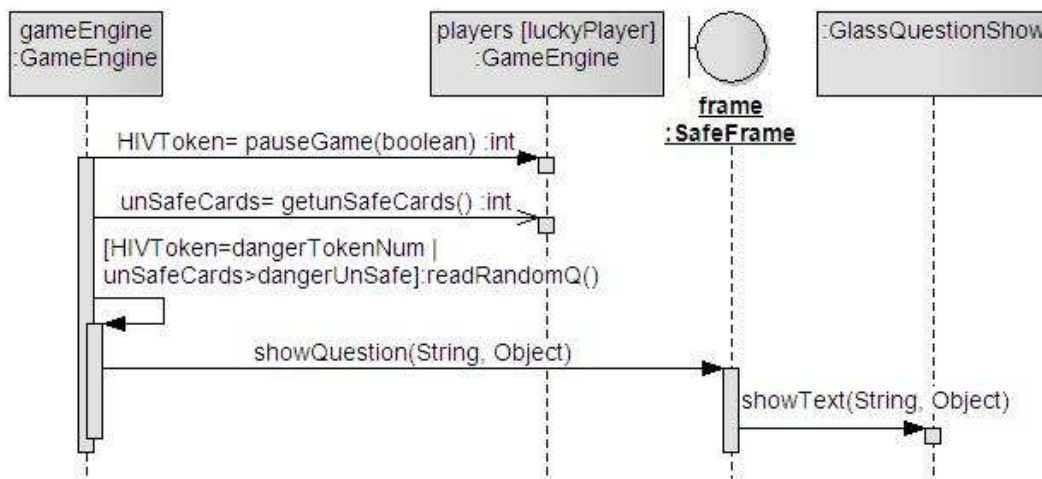 gameEngine
:GameEngine
players [luckyPlayer]
:GameEngine
frame
:SafeFrame
:GlassQuestionShow
HIVToken= pauseGame(boolean) :int
unSafeCards= getunSafeCards() :int
[HIVToken=dangerTokenNum |
unSafeCards>dangerUnSafe]:readRandomQ()
showQuestion(String, Object)
showText(String, Object)